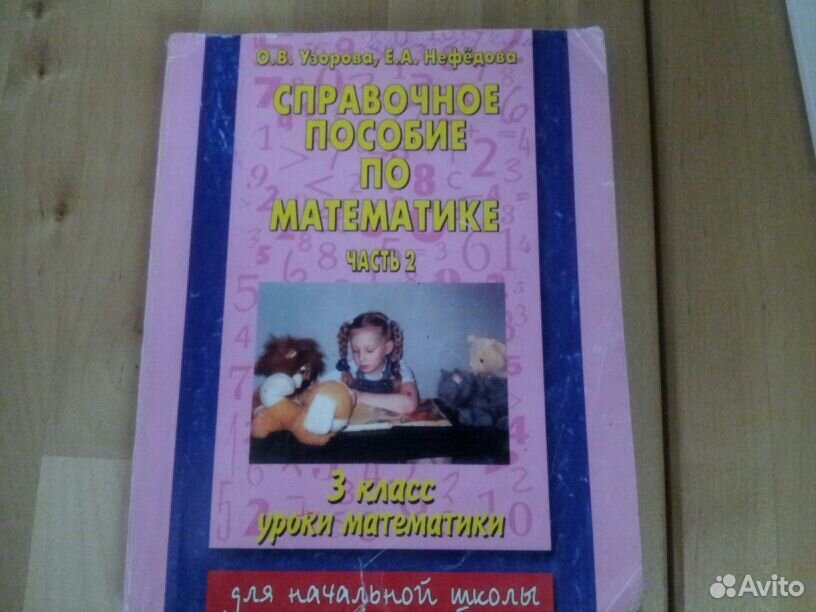 О.В. Узорова, Е.А. Нефёдова
СПРАВОЧНОЕ
ПОСОБИЕ
ПО
МАТЕМАТИКЕ
ЧАСТЬ 2
3 класс
уроки математики
для начальной школы
Avito